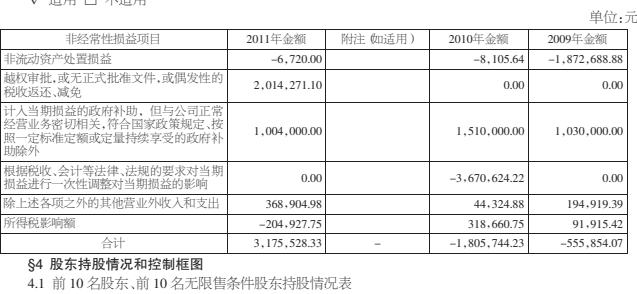 √ 适用 □ 不适用
单位:元
非经常性损益项目 2011年金额 附注(如适用) 2010年金额 2009年金额
非流动资产处置损益 -6,720.00 -8,105.64 -1,872,688.88
越权审批,或无正式批准文件,或偶发性的
税收返还、减免 2,014,271.10 0.00 0.00
计入当期损益的政府补助，但与公司正常
经营业务密切相关,符合国家政策规定、按
照一定标准定额或定量持续享受的政府补
助除外 1,004,000.00 1,510,000.00 1,030,000.00
根据税收、会计等法律、法规的要求对当期
损益进行一次性调整对当期损益的影响 0.00 -3,670,624.22 0.00
除上述各项之外的其他营业外收入和支出 368,904.98 44,324.88 194,919.39
所得税影响额 -204,927.75 318,660.75 91,915.42
合计 3,175,528.33 - -1,805,744.23 -555,854.07
§4 股东持股情况和控制框图
4.1 前 10 名股东、前 10 名无限售条件股东持股情况表